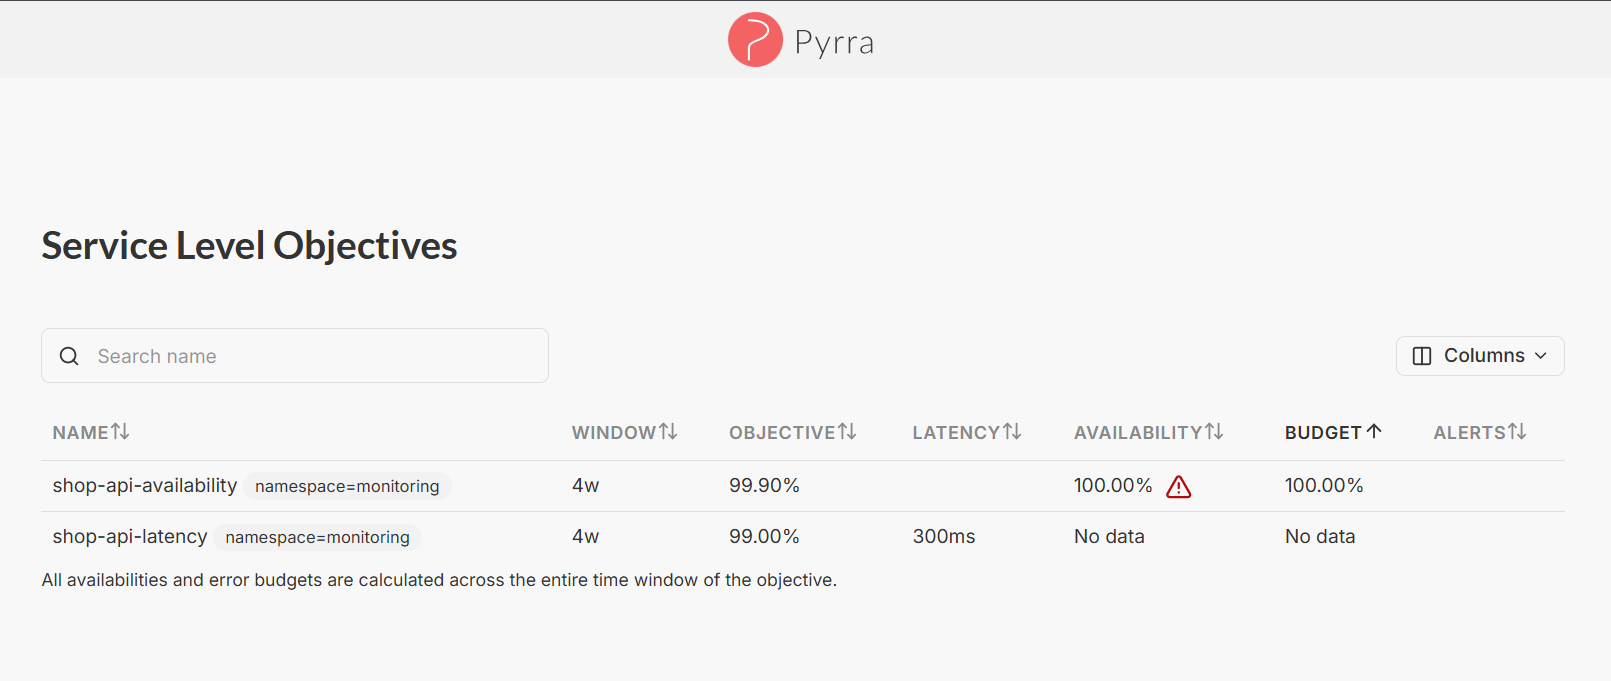 Pyrra
Service Level Objectives
Search name
Columns
NAME WINDOW OBJECTIVE LATENCY AVAILABILITY BUDGET ALERTS
shop-api-availability namespace=monitoring 4w 99.90% 100.00% 100.00%
shop-api-latency namespace=monitoring 4w 99.00% 300ms No data No data
All availabilities and error budgets are calculated across the entire time window of the objective.